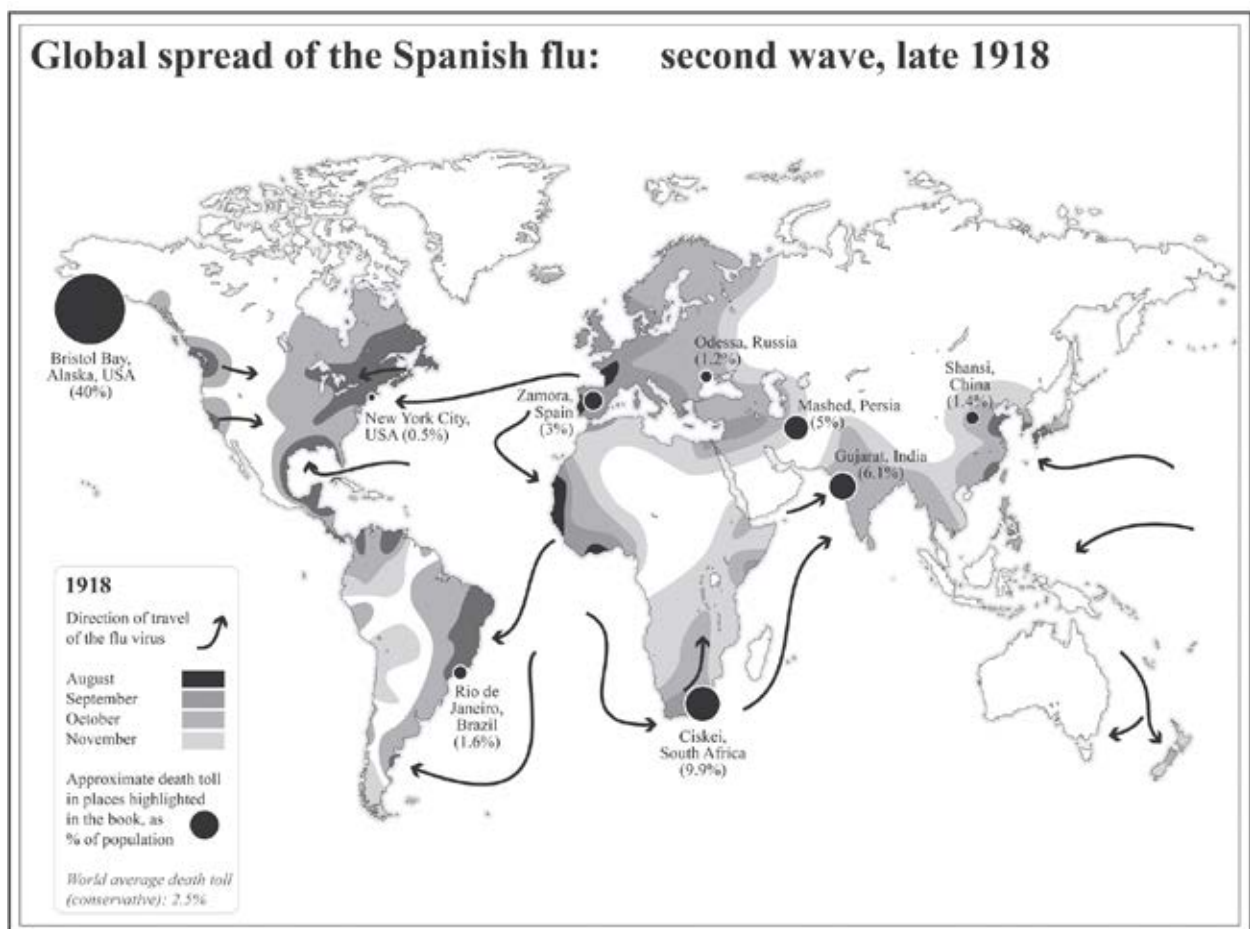 Global spread of the Spanish flu: second wave, late 1918
Bristol Bay,
Alaska, USA
(40%)
New York City,
USA (0.5%)
Zamora,
Spain
(3%)
Odessa, Russia
(1.2%)
Mashed, Persia
(5%)
Gujarat, India
(6.1%)
Shansi,
China
(1.4%)
Rio de
Janeiro,
Brazil
(1.6%)
Ciskei,
South Africa
(9.9%)
1918
Direction of travel
of the flu virus
August
September
October
November
Approximate death toll
in places highlighted
in the book, as
% of population
World average death toll
(conservative): 2.5%